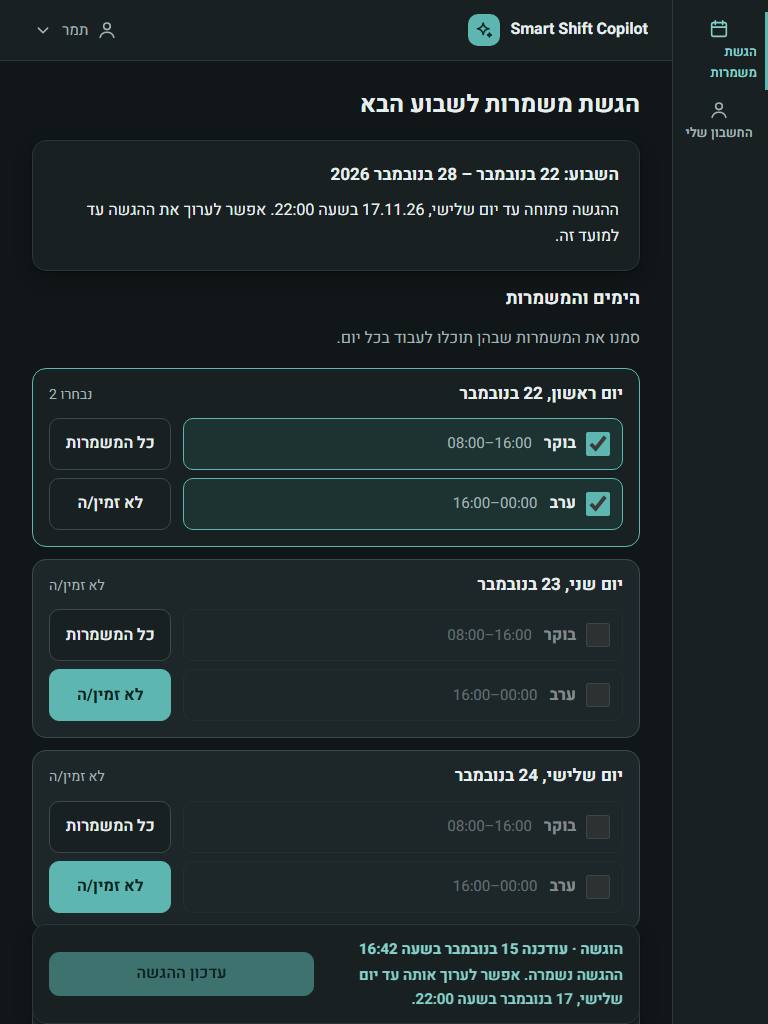 Smart Shift Copilot
תמר
הגשת
משמרות
החשבון שלי
הגשת משמרות לשבוע הבא
השבוע: 22 בנובמבר – 28 בנובמבר 2026
ההגשה פתוחה עד יום שלישי, 17.11.26 בשעה 22:00. אפשר לערוך את ההגשה עד
למועד זה.
הימים והמשמרות
סמנו את המשמרות שבהן תוכלו לעבוד בכל יום.
יום ראשון, 22 בנובמבר
נבחרו 2
בוקר 08:00–16:00
כל המשמרות
ערב 16:00–00:00
לא זמין/ה
יום שני, 23 בנובמבר
לא זמין/ה
בוקר 08:00–16:00
כל המשמרות
ערב 16:00–00:00
לא זמין/ה
יום שלישי, 24 בנובמבר
לא זמין/ה
בוקר 08:00–16:00
כל המשמרות
ערב 16:00–00:00
לא זמין/ה
הוגשה · עודכנה 15 בנובמבר בשעה 16:42
ההגשה נשמרה. אפשר לערוך אותה עד יום
שלישי, 17 בנובמבר בשעה 22:00.
עדכון ההגשה